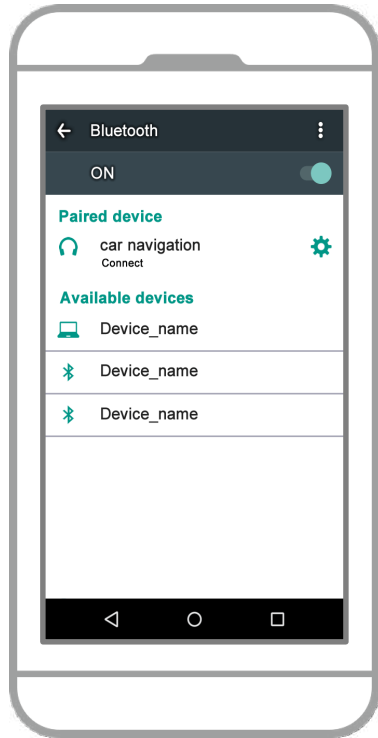 Bluetooth
ON
Paired device
car navigation
Connect
Available devices
Device_name
Device_name
Device_name